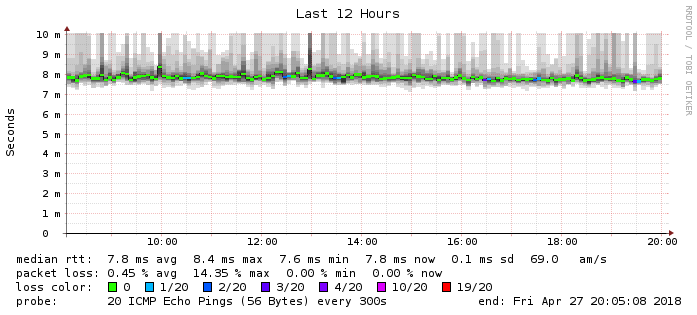 Last 12 Hours
RRDTOOL / TOBI OETIKER
Seconds
10 m
9 m
8 m
7 m
6 m
5 m
4 m
3 m
2 m
1 m
0
10:00 12:00 14:00 16:00 18:00 20:00
median rtt: 7.8 ms avg 8.4 ms max 7.6 ms min 7.8 ms now 0.1 ms sd 69.0 am/s
packet loss: 0.45 % avg 14.35 % max 0.00 % min 0.00 % now
loss color: 0 1/20 2/20 3/20 4/20 10/20 19/20
probe: 20 ICMP Echo Pings (56 Bytes) every 300s end: Fri Apr 27 20:05:08 2018